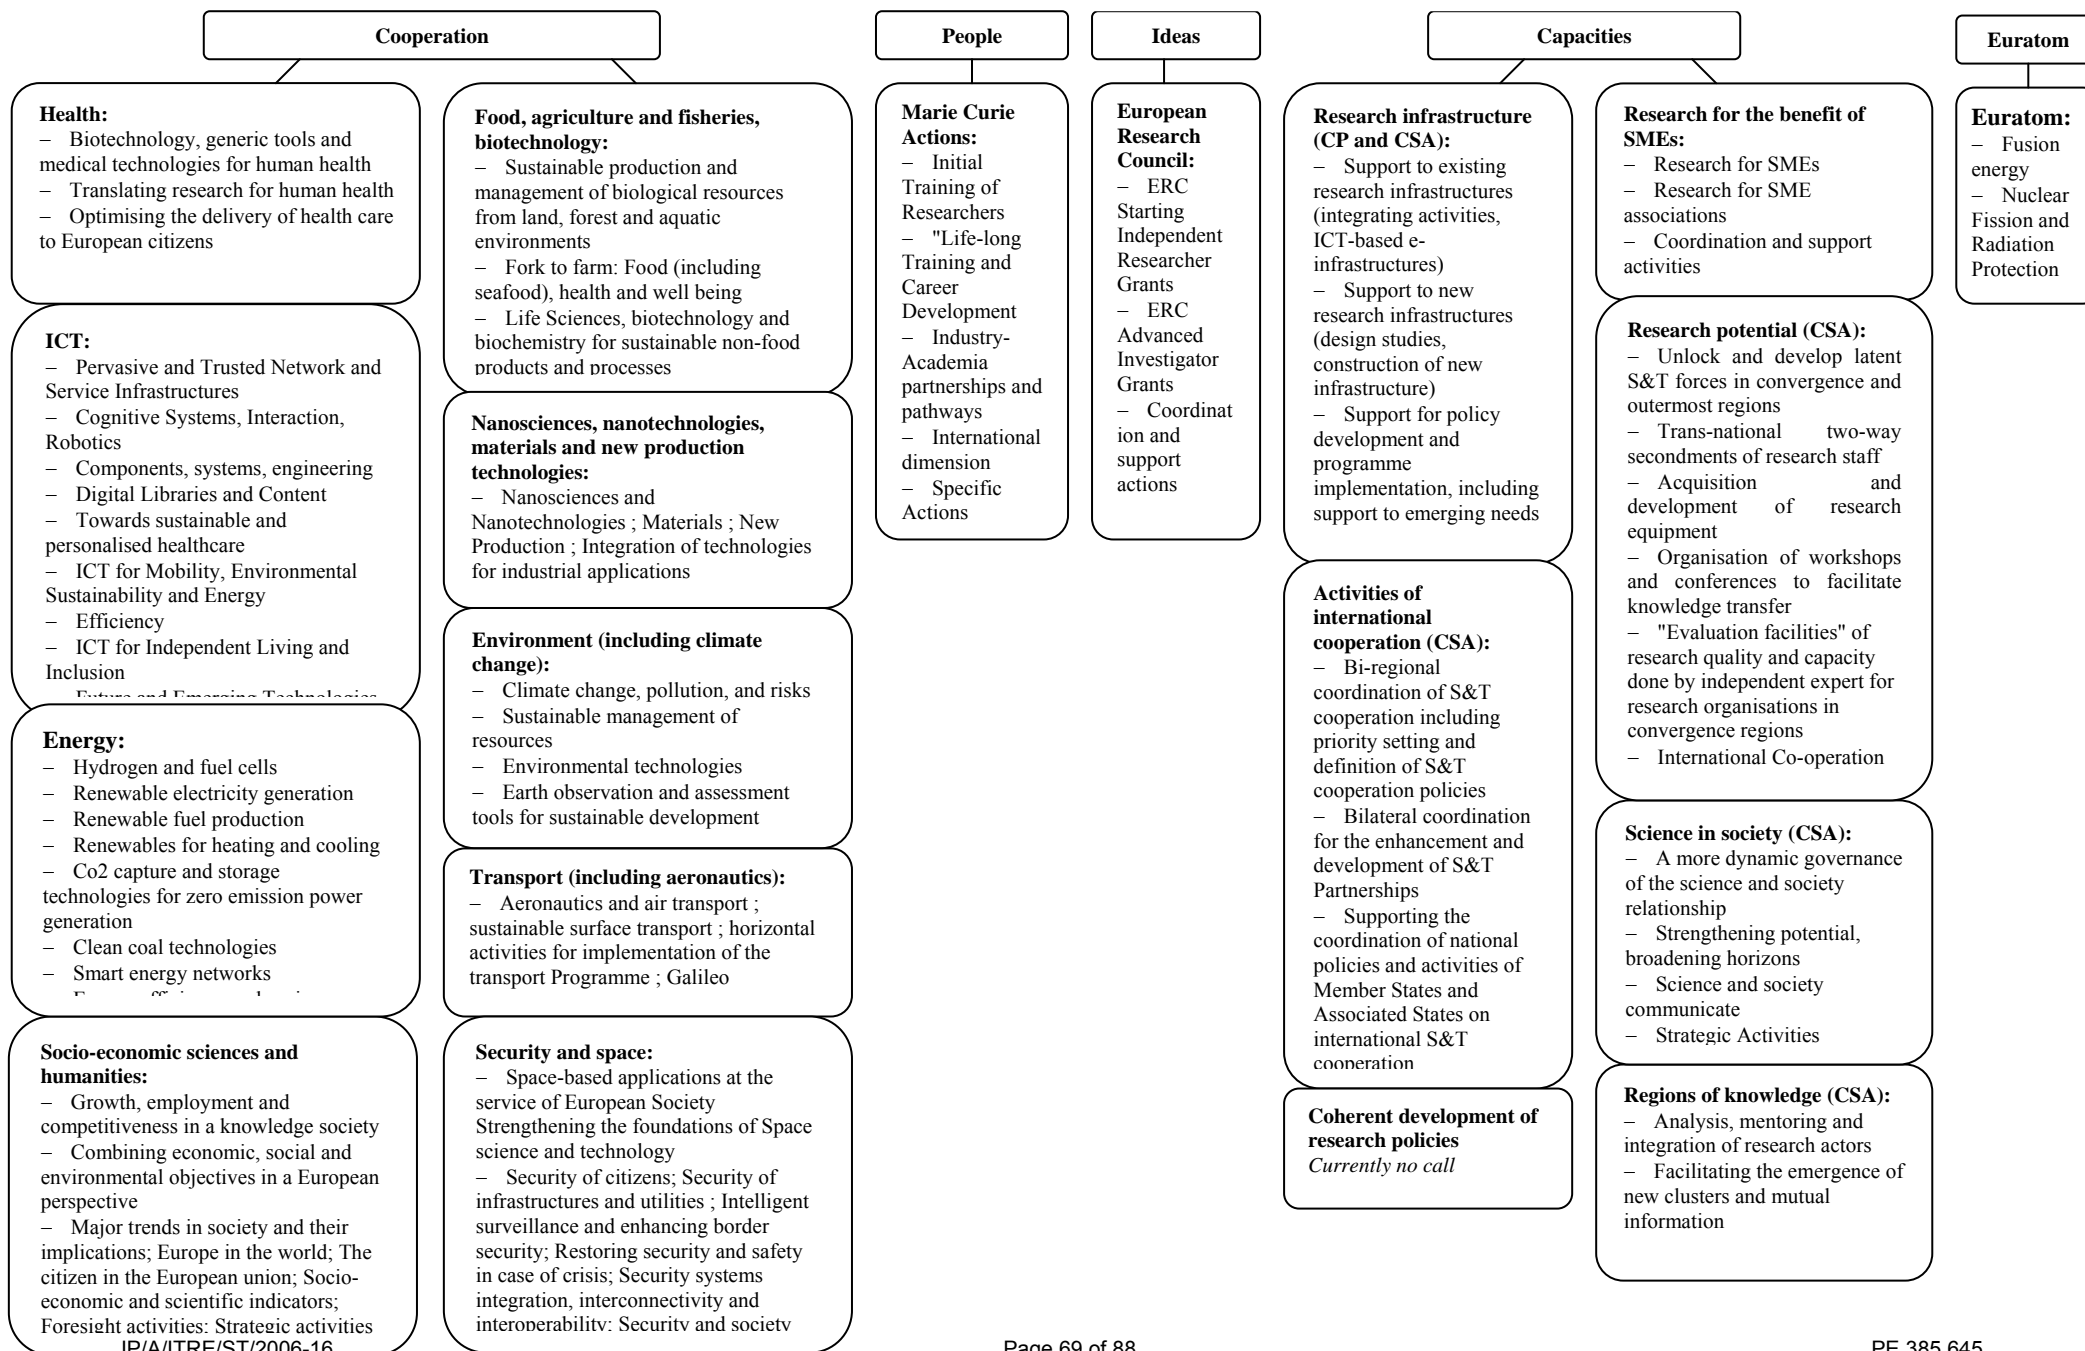 Cooperation
People
Ideas
Capacities
Euratom
Health:
– Biotechnology, generic tools and
medical technologies for human health
– Translating research for human health
– Optimising the delivery of health care
to European citizens
ICT:
– Pervasive and Trusted Network and
Service Infrastructures
– Cognitive Systems, Interaction,
Robotics
– Components, systems, engineering
– Digital Libraries and Content
– Towards sustainable and
personalised healthcare
– ICT for Mobility, Environmental
Sustainability and Energy
– Efficiency
– ICT for Independent Living and
Inclusion
– Future and Emerging Technologies
Energy:
– Hydrogen and fuel cells
– Renewable electricity generation
– Renewable fuel production
– Renewables for heating and cooling
– Co2 capture and storage
technologies for zero emission power
generation
– Clean coal technologies
– Smart energy networks
Socio-economic sciences and
humanities:
– Growth, employment and
competitiveness in a knowledge society
– Combining economic, social and
environmental objectives in a European
perspective
– Major trends in society and their
implications; Europe in the world; The
citizen in the European union; Socio-
economic and scientific indicators;
Foresight activities; Strategic activities
Food, agriculture and fisheries,
biotechnology:
– Sustainable production and
management of biological resources
from land, forest and aquatic
environments
– Fork to farm: Food (including
seafood), health and well being
– Life Sciences, biotechnology and
biochemistry for sustainable non-food
products and processes
Nanosciences, nanotechnologies,
materials and new production
technologies:
– Nanosciences and
Nanotechnologies ; Materials ; New
Production ; Integration of technologies
for industrial applications
Environment (including climate
change):
– Climate change, pollution, and risks
– Sustainable management of
resources
– Environmental technologies
– Earth observation and assessment
tools for sustainable development
Transport (including aeronautics):
– Aeronautics and air transport ;
sustainable surface transport ; horizontal
activities for implementation of the
transport Programme ; Galileo
Security and space:
– Space-based applications at the
service of European Society
Strengthening the foundations of Space
science and technology
– Security of citizens; Security of
infrastructures and utilities ; Intelligent
surveillance and enhancing border
security; Restoring security and safety
in case of crisis; Security systems
integration, interconnectivity and
interoperability; Security and society
Marie Curie
Actions:
– Initial
Training of
Researchers
– "Life-long
Training and
Career
Development
– Industry-
Academia
partnerships and
pathways
– International
dimension
– Specific
Actions
European
Research
Council:
– ERC
Starting
Independent
Researcher
Grants
– ERC
Advanced
Investigator
Grants
– Coordinat
ion and
support
actions
Research infrastructure
(CP and CSA):
– Support to existing
research infrastructures
(integrating activities,
ICT-based e-
infrastructures)
– Support to new
research infrastructures
(design studies,
construction of new
infrastructure)
– Support for policy
development and
programme
implementation, including
support to emerging needs
Activities of
international
cooperation (CSA):
– Bi-regional
coordination of S&T
cooperation including
priority setting and
definition of S&T
cooperation policies
– Bilateral coordination
for the enhancement and
development of S&T
Partnerships
– Supporting the
coordination of national
policies and activities of
Member States and
Associated States on
international S&T
cooperation
Coherent development of
research policies
Currently no call
Research for the benefit of
SMEs:
– Research for SMEs
– Research for SME
associations
– Coordination and support
activities
Research potential (CSA):
– Unlock and develop latent
S&T forces in convergence and
outermost regions
– Trans-national two-way
secondments of research staff
– Acquisition and
development of research
equipment
– Organisation of workshops
and conferences to facilitate
knowledge transfer
– "Evaluation facilities" of
research quality and capacity
done by independent expert for
research organisations in
convergence regions
– International Co-operation
Science in society (CSA):
– A more dynamic governance
of the science and society
relationship
– Strengthening potential,
broadening horizons
– Science and society
communicate
– Strategic Activities
Regions of knowledge (CSA):
– Analysis, mentoring and
integration of research actors
– Facilitating the emergence of
new clusters and mutual
information
Euratom:
– Fusion
energy
– Nuclear
Fission and
Radiation
Protection
IP/A/ITRE/ST/2006-16
Page 69 of 88
PE 385.645